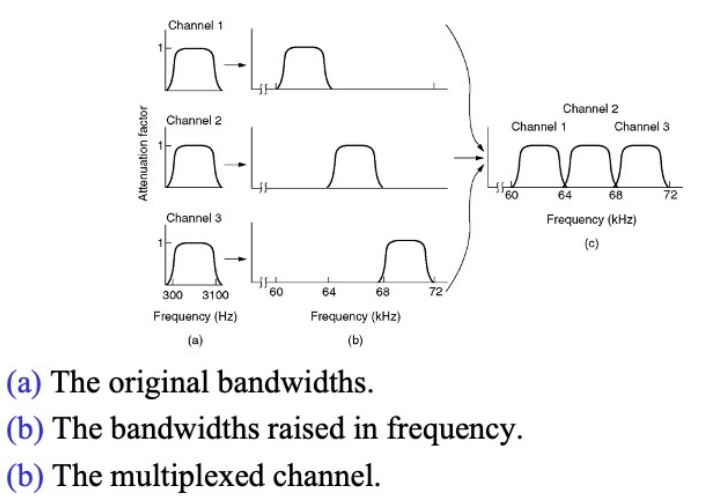 Channel 1
1
Channel 2
Channel 1 Channel 3
Channel 2
Attenuation factor
1
60 64 68 72
Frequency (kHz)
(c)
Channel 3
1
300 3100
60 64 68 72
Frequency (Hz) Frequency (kHz)
(a) (b)
(a) The original bandwidths.
(b) The bandwidths raised in frequency.
(b) The multiplexed channel.